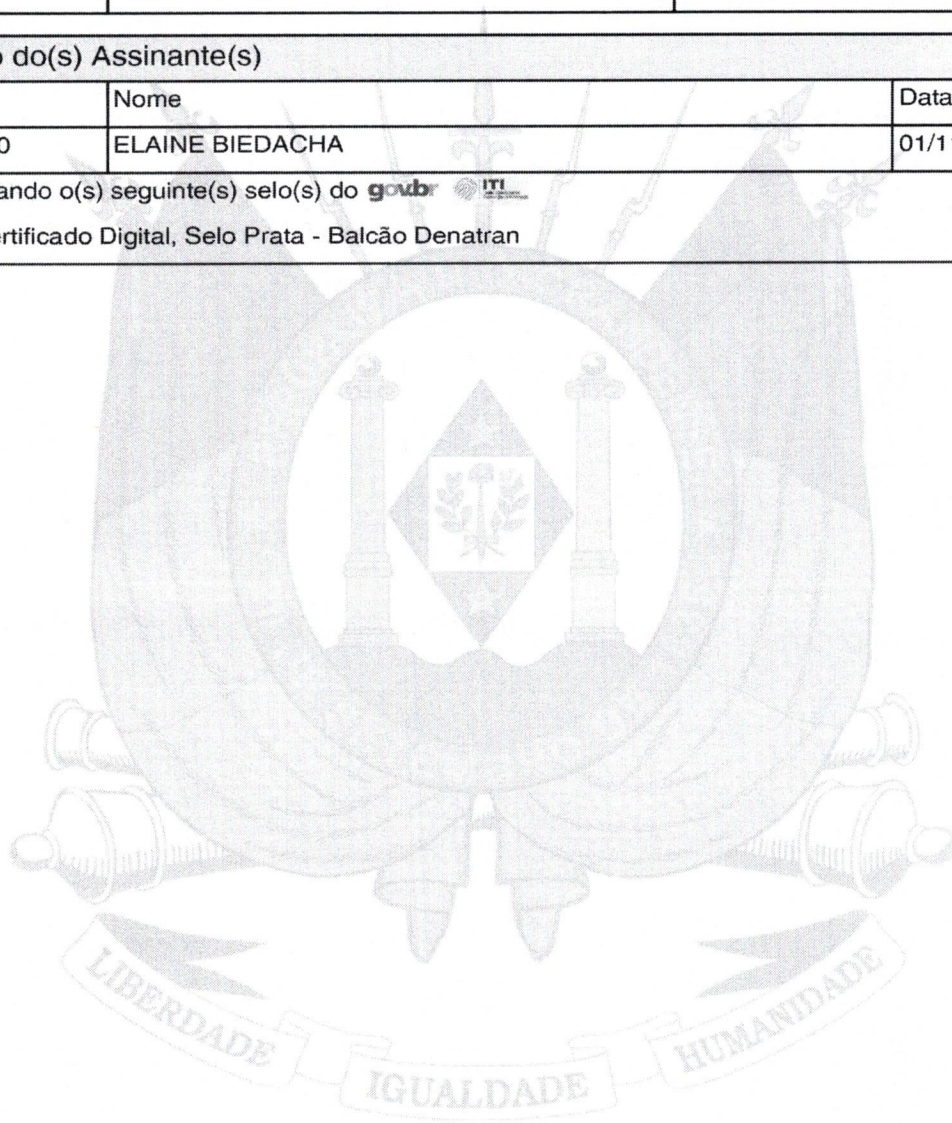 o do(s) Assinante(s)
Nome Data
0 ELAINE BIEDACHA 01/1
ando o(s) seguinte(s) selo(s) do gov.br ITI
ertificado Digital, Selo Prata - Balcão Denatran
LIBERDADE
IGUALDADE
HUMANIDADE